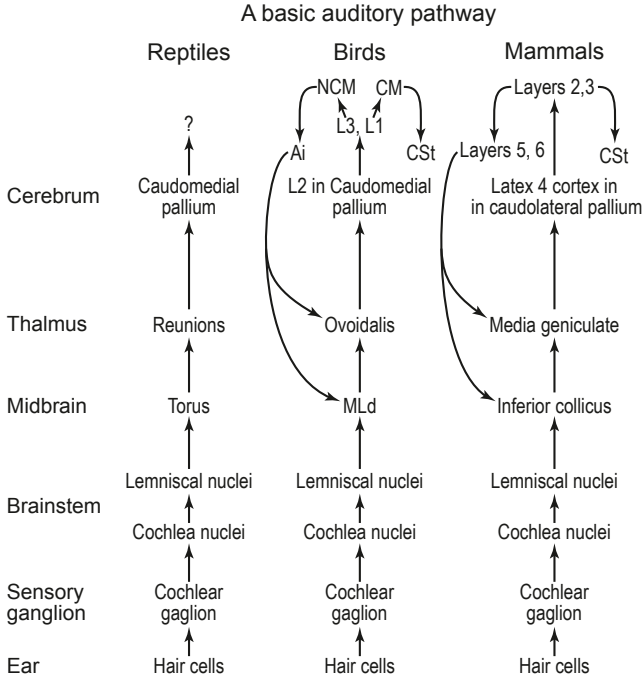 A basic auditory pathway
Reptiles
Birds
Mammals
NCM
CM
Layers 2,3
?
L3, L1
Ai
CSt
Layers 5, 6
CSt
Cerebrum
Caudomedial
pallium
L2 in Caudomedial
pallium
Latex 4 cortex in
in caudolateral pallium
Thalmus
Reunions
Ovoidalis
Media geniculate
Midbrain
Torus
MLd
Inferior collicus
Brainstem
Lemniscal nuclei
Lemniscal nuclei
Lemniscal nuclei
Cochlea nuclei
Cochlea nuclei
Cochlea nuclei
Sensory
ganglion
Cochlear
gaglion
Cochlear
gaglion
Cochlear
gaglion
Ear
Hair cells
Hair cells
Hair cells